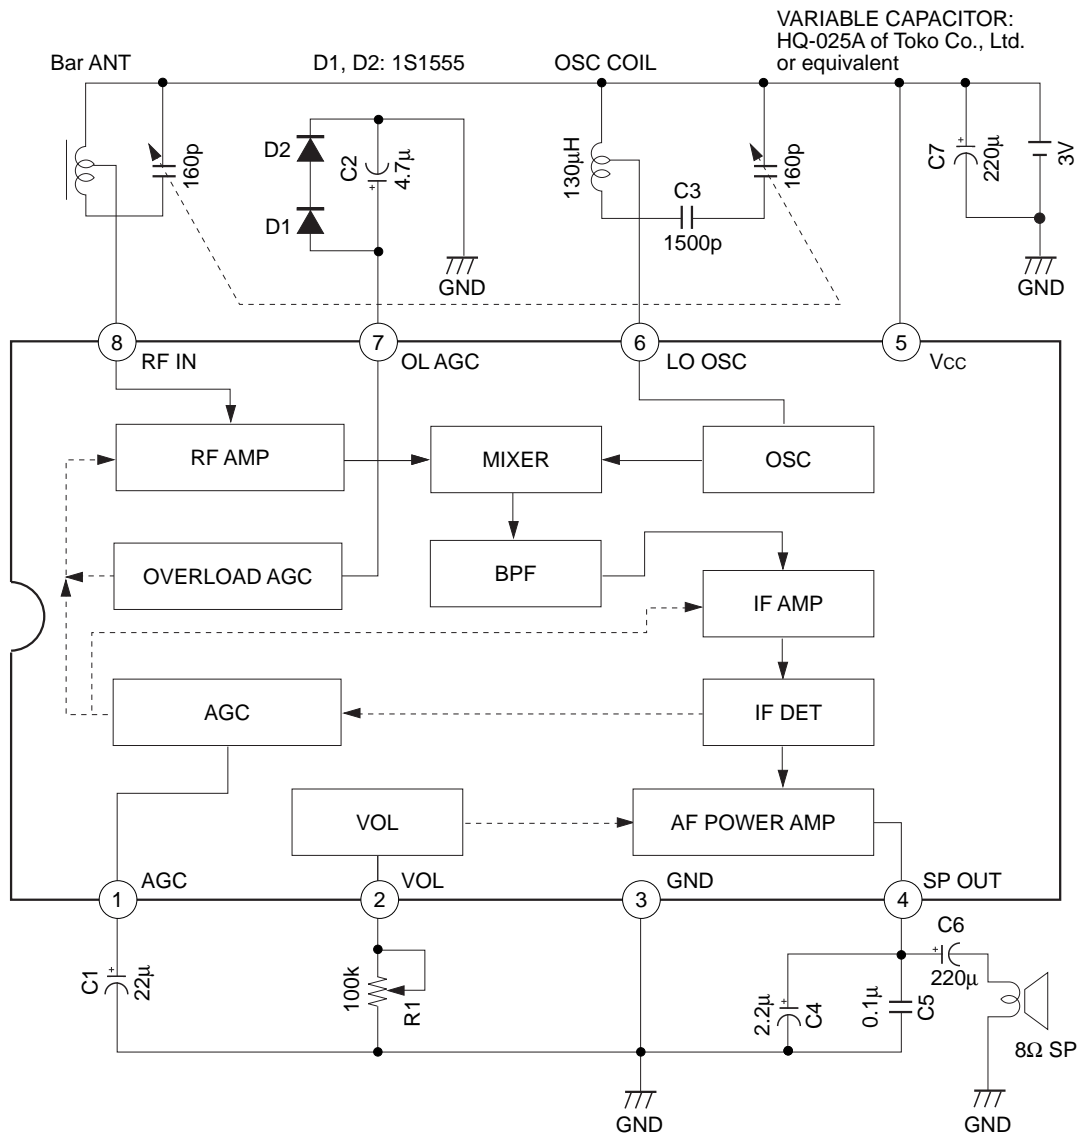 VARIABLE CAPACITOR:
HQ-025A of Toko Co., Ltd.
or equivalent
Bar ANT
D1, D2: 1S1555
OSC COIL
160p
D2
D1
C2
4.7μ
GND
130μH
C3
1500p
160p
C7
220μ
3V
GND
8
RF IN
7
OL AGC
6
LO OSC
5
Vcc
RF AMP
MIXER
OSC
OVERLOAD AGC
BPF
IF AMP
AGC
IF DET
VOL
AF POWER AMP
AGC
1
VOL
2
GND
3
SP OUT
4
C1
22μ
100k
R1
2.2μ
C4
0.1μ
C5
C6
220μ
8Ω SP
GND
GND